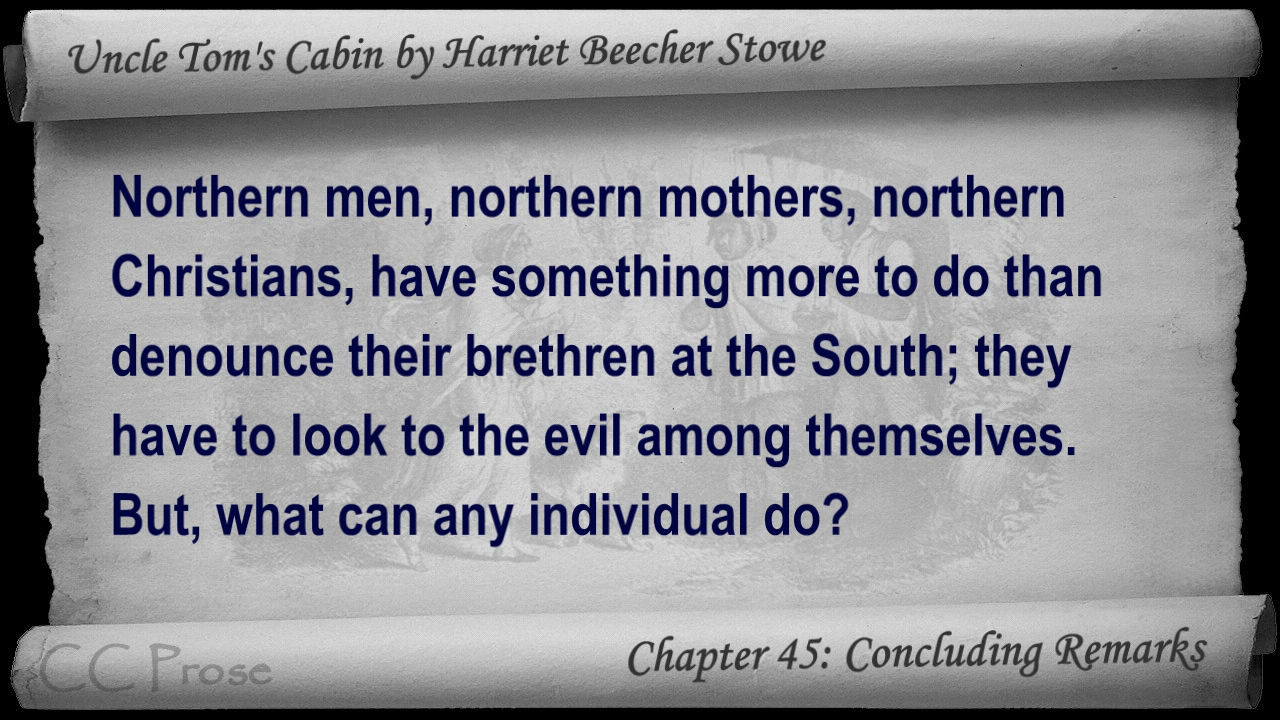 Uncle Tom's Cabin by Harriet Beecher Stowe
Northern men, northern mothers, northern
Christians, have something more to do than
denounce their brethren at the South; they
have to look to the evil among themselves.
But, what can any individual do?
CC Prose
Chapter 45: Concluding Remarks